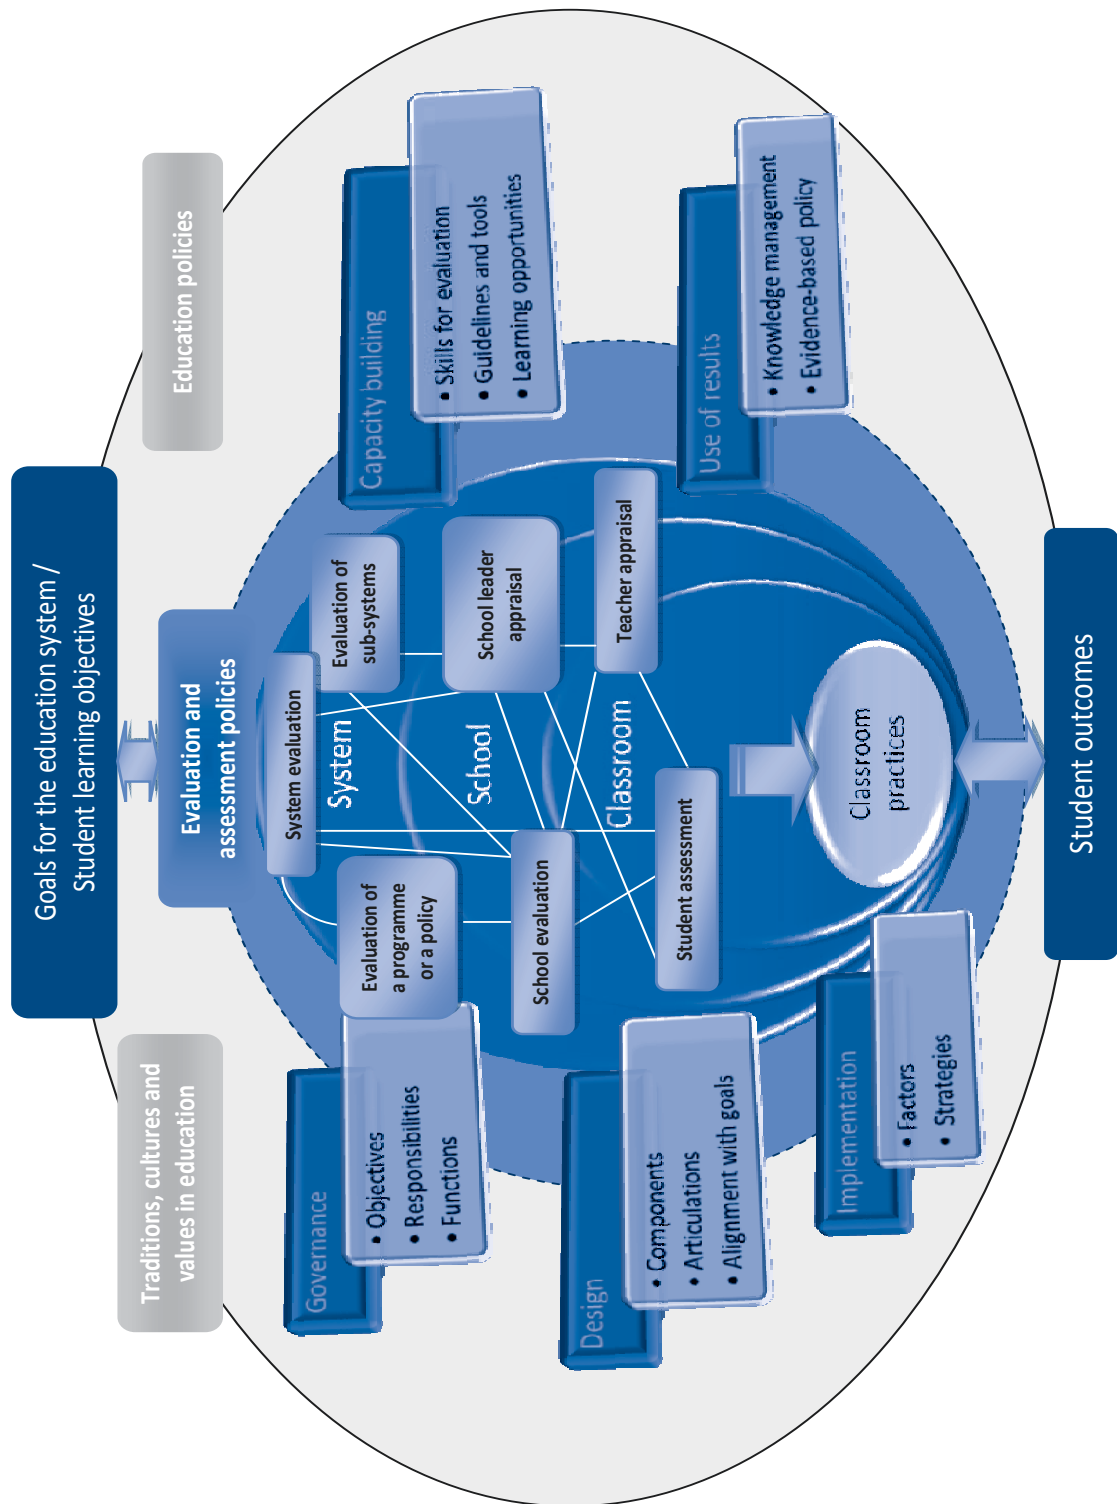 Goals for the education system /
Student learning objectives
Traditions, cultures and
values in education
Evaluation and
assessment policies
Education policies
Governance
• Objectives
• Responsibilities
• Functions
Design
• Components
• Articulations
• Alignment with goals
Implementation
• Factors
• Strategies
Capacity building
• Skills for evaluation
• Guidelines and tools
• Learning opportunities
Use of results
• Knowledge management
• Evidence-based policy
System evaluation
System
Evaluation of
a programme
or a policy
Evaluation of
sub-systems
School
School evaluation
School leader
appraisal
Classroom
Student assessment
Teacher appraisal
Classroom
practices
Student outcomes